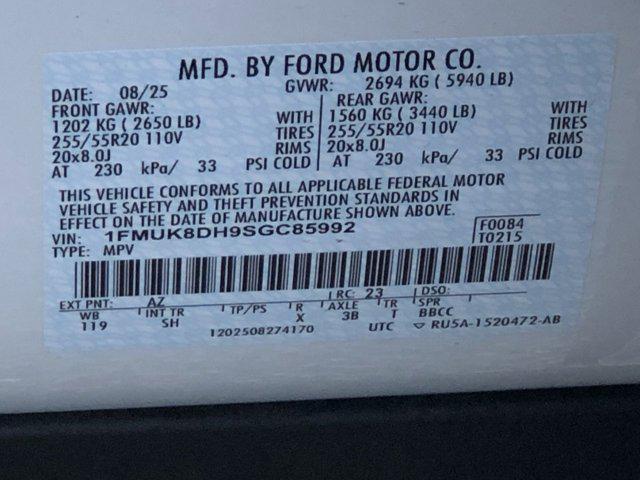 MFD. BY FORD MOTOR CO.
DATE: 08/25 GVWR: 2694 KG ( 5940 LB)
FRONT GAWR: REAR GAWR:
1202 KG ( 2650 LB) WITH 1560 KG ( 3440 LB) WITH
255/55R20 110V TIRES 255/55R20 110V TIRES
20x8.0J RIMS 20x8.0J RIMS
AT 230 kPa/ 33 PSI COLD AT 230 kPa/ 33 PSI COLD
THIS VEHICLE CONFORMS TO ALL APPLICABLE FEDERAL MOTOR
VEHICLE SAFETY AND THEFT PREVENTION STANDARDS IN
EFFECT ON THE DATE OF MANUFACTURE SHOWN ABOVE.
VIN: 1FMUK8DH9SGC85992 F0084
TYPE: MPV T0215
EXT PNT: AZ RC: 23 DSO:
WB INT TR TP/PS R AXLE TR SPR
119 SH X 3B T BBCC
1202508274170 UTC ▽ RU5A-1520472-AB